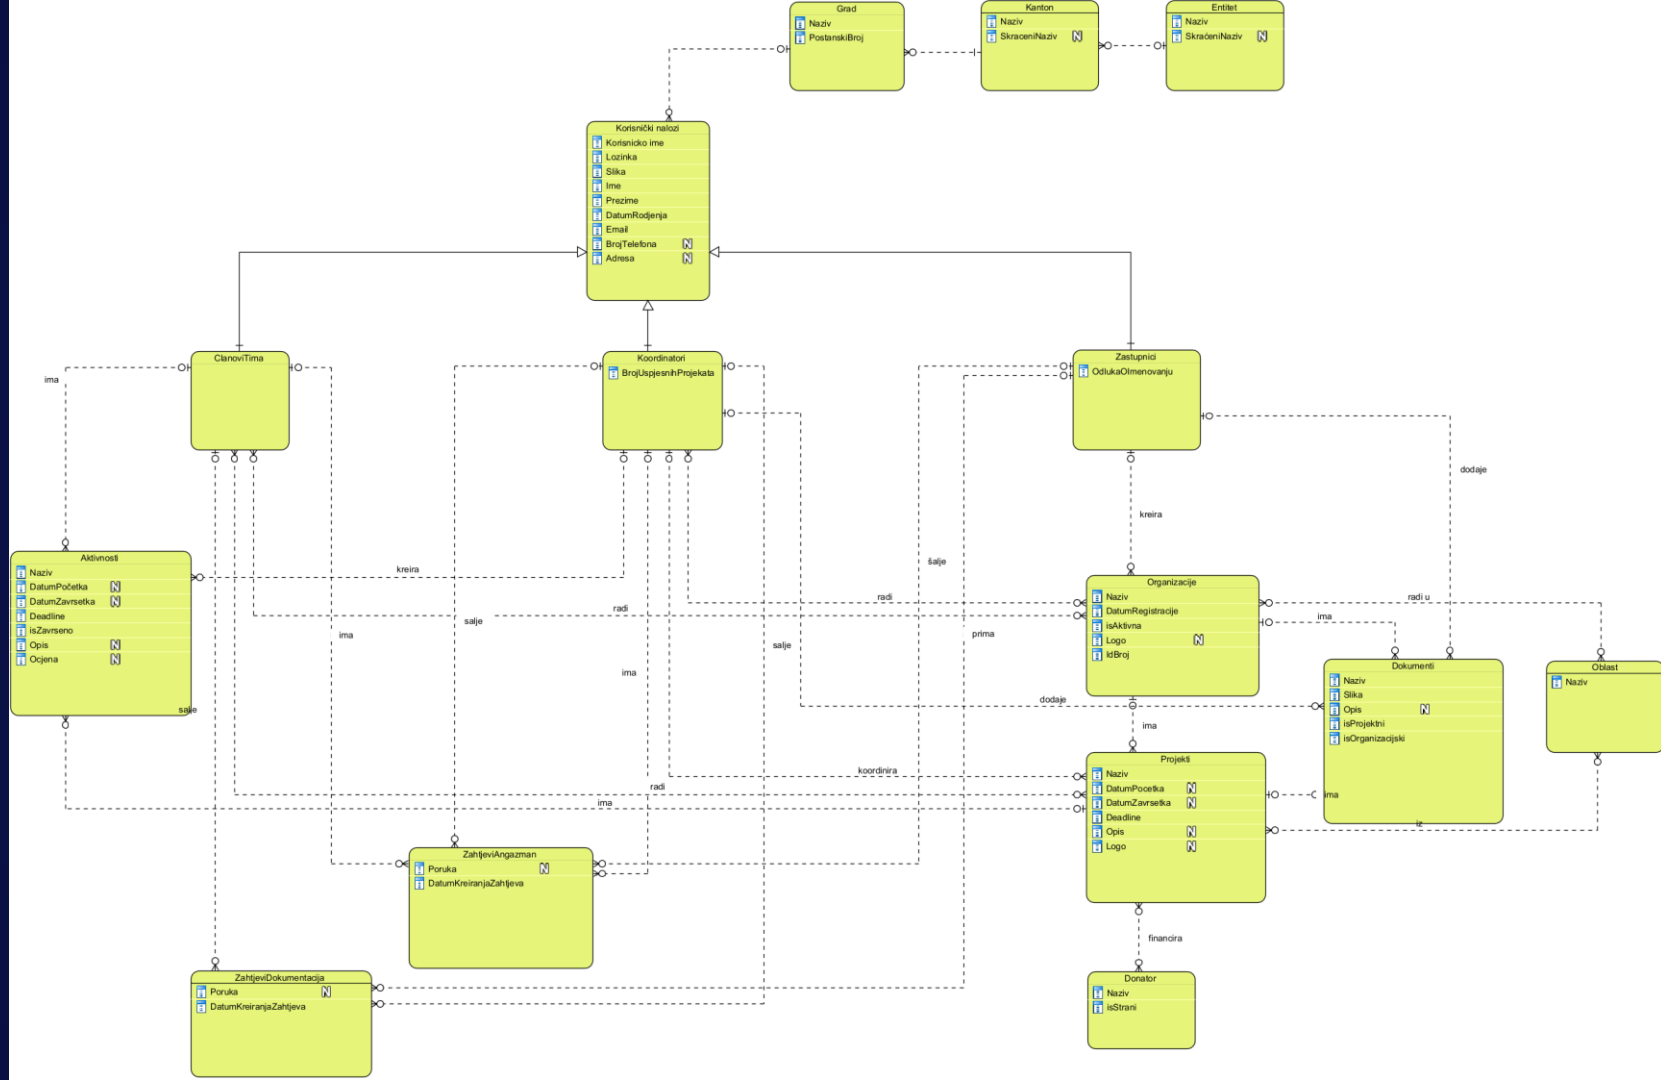 Grad
Naziv
PostanskiBroj
Kanton
Naziv
SkraceniNaziv
N
Entitet
Naziv
SkraćeniNaziv
N
Korisnički nalozi
Korisnicko ime
Lozinka
Slika
Ime
Prezime
DatumRodjenja
Email
BrojTelefona
N
Adresa
N
ClanoviTima
Koordinatori
BrojUspjesnihProjekata
Zastupnici
OdlukaOImenovanju
ima
dodaje
kreira
Aktivnosti
Naziv
DatumPočetka
N
DatumZavrsetka
N
Deadline
isZavrseno
Opis
N
Ocjena
N
kreira
šalje
radi
salje
ima
radi
ima
salje
prima
Organizacije
Naziv
DatumRegistracije
isAktivna
Logo
N
IdBroj
radi u
ima
Dokumenti
Naziv
Slika
Opis
N
isProjektni
isOrganizacijski
Oblast
Naziv
salje
dodaje
ima
koordinira
radi
ima
Projekti
Naziv
DatumPocetka
N
DatumZavrsetka
N
Deadline
Opis
N
Logo
N
ima
iz
ZahtjeviAngazman
Poruka
N
DatumKreiranjaZahtjeva
financira
ZahtjeviDokumentacija
Poruka
N
DatumKreiranjaZahtjeva
Donator
Naziv
isStrani